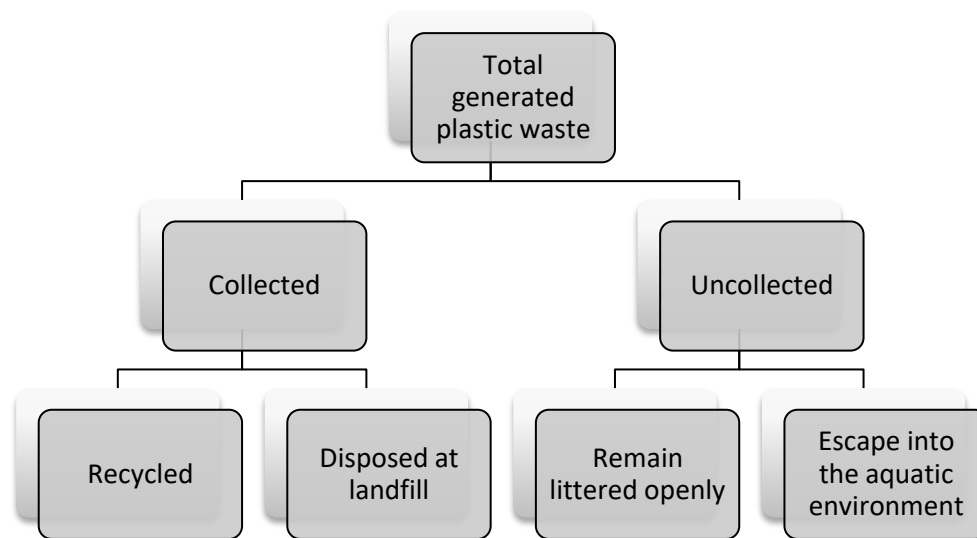 Total
generated
plastic waste
Collected
Uncollected
Recycled
Disposed at
landfill
Remain
littered openly
Escape into
the aquatic
environment